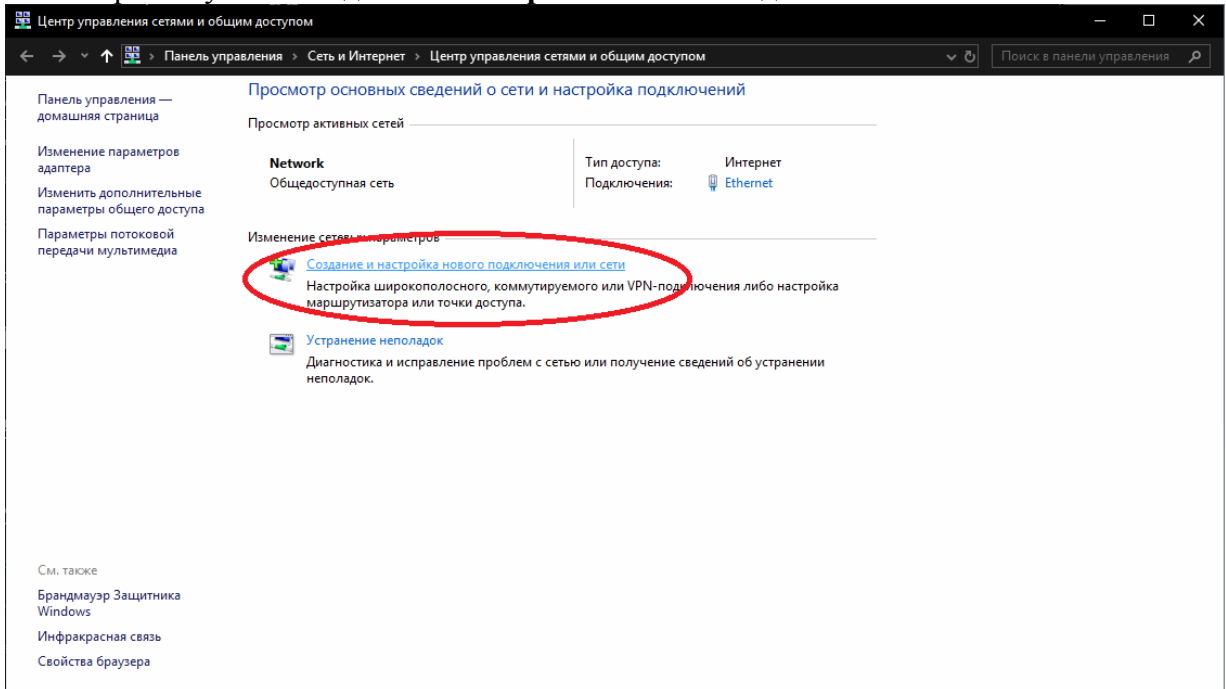 Центр управления сетями и общим доступом
Панель управления > Сеть и Интернет > Центр управления сетями и общим доступом
Поиск в панели управления
Панель управления —
домашняя страница
Изменение параметров
адаптера
Изменить дополнительные
параметры общего доступа
Параметры потоковой
передачи мультимедиа
Просмотр основных сведений о сети и настройка подключений
Просмотр активных сетей
Network
Общедоступная сеть
Тип доступа: Интернет
Подключения: Ethernet
Изменение сетевых параметров
Создание и настройка нового подключения или сети
Настройка широкополосного, коммутируемого или VPN-подключения либо настройка
маршрутизатора или точки доступа.
Устранение неполадок
Диагностика и исправление проблем с сетью или получение сведений об устранении
неполадок.
См. также
Брандмауэр Защитника
Windows
Инфракрасная связь
Свойства браузера